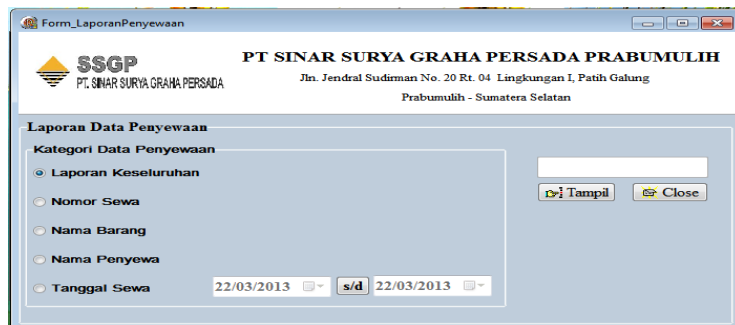 Form_LaporanPenyewaan
SSGP
PT. SINAR SURYA GRAHA PERSADA
PT SINAR SURYA GRAHA PERSADA PRABUMULIH
Jln. Jendral Sudirman No. 20 Rt. 04 Lingkungan I, Patih Galung
Prabumulih - Sumatera Selatan
Laporan Data Penyewaan
Kategori Data Penyewaan
Laporan Keseluruhan
Nomor Sewa
Nama Barang
Nama Penyewa
Tanggal Sewa 22/03/2013 s/d 22/03/2013
Tampil Close